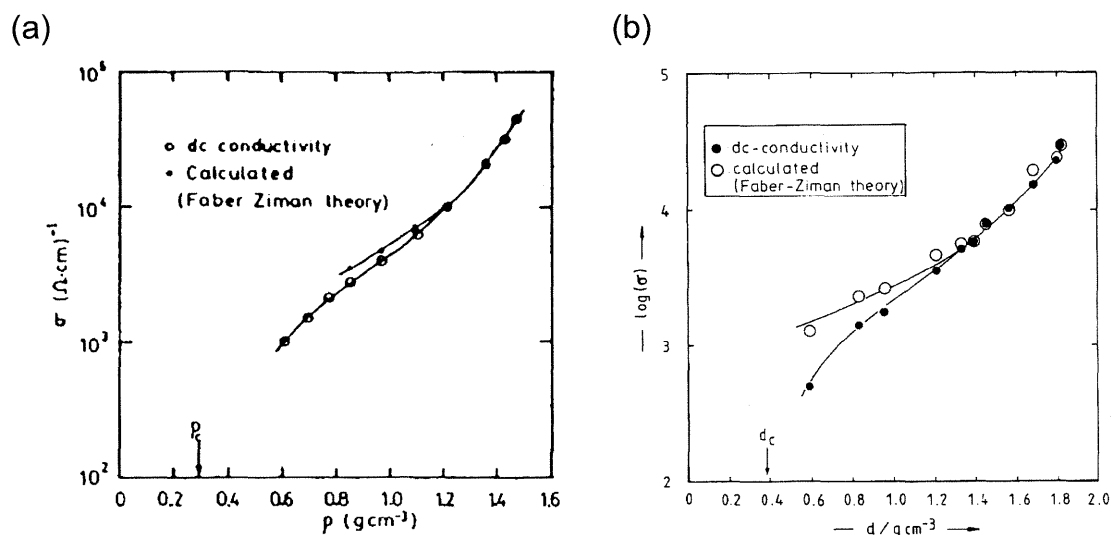 (a)
10⁵
10⁴
10³
10²
σ (Ω·cm)⁻¹
dc conductivity
Calculated
(Faber Ziman theory)
ρc
0 0.2 0.4 0.6 0.8 1.0 1.2 1.4 1.6
ρ (gcm⁻³)
(b)
5
4
3
2
log(σ)
dc-conductivity
calculated
(Faber-Ziman theory)
dc
0 0.2 0.4 0.6 0.8 1.0 1.2 1.4 1.6 1.8 2.0
d/gcm⁻³